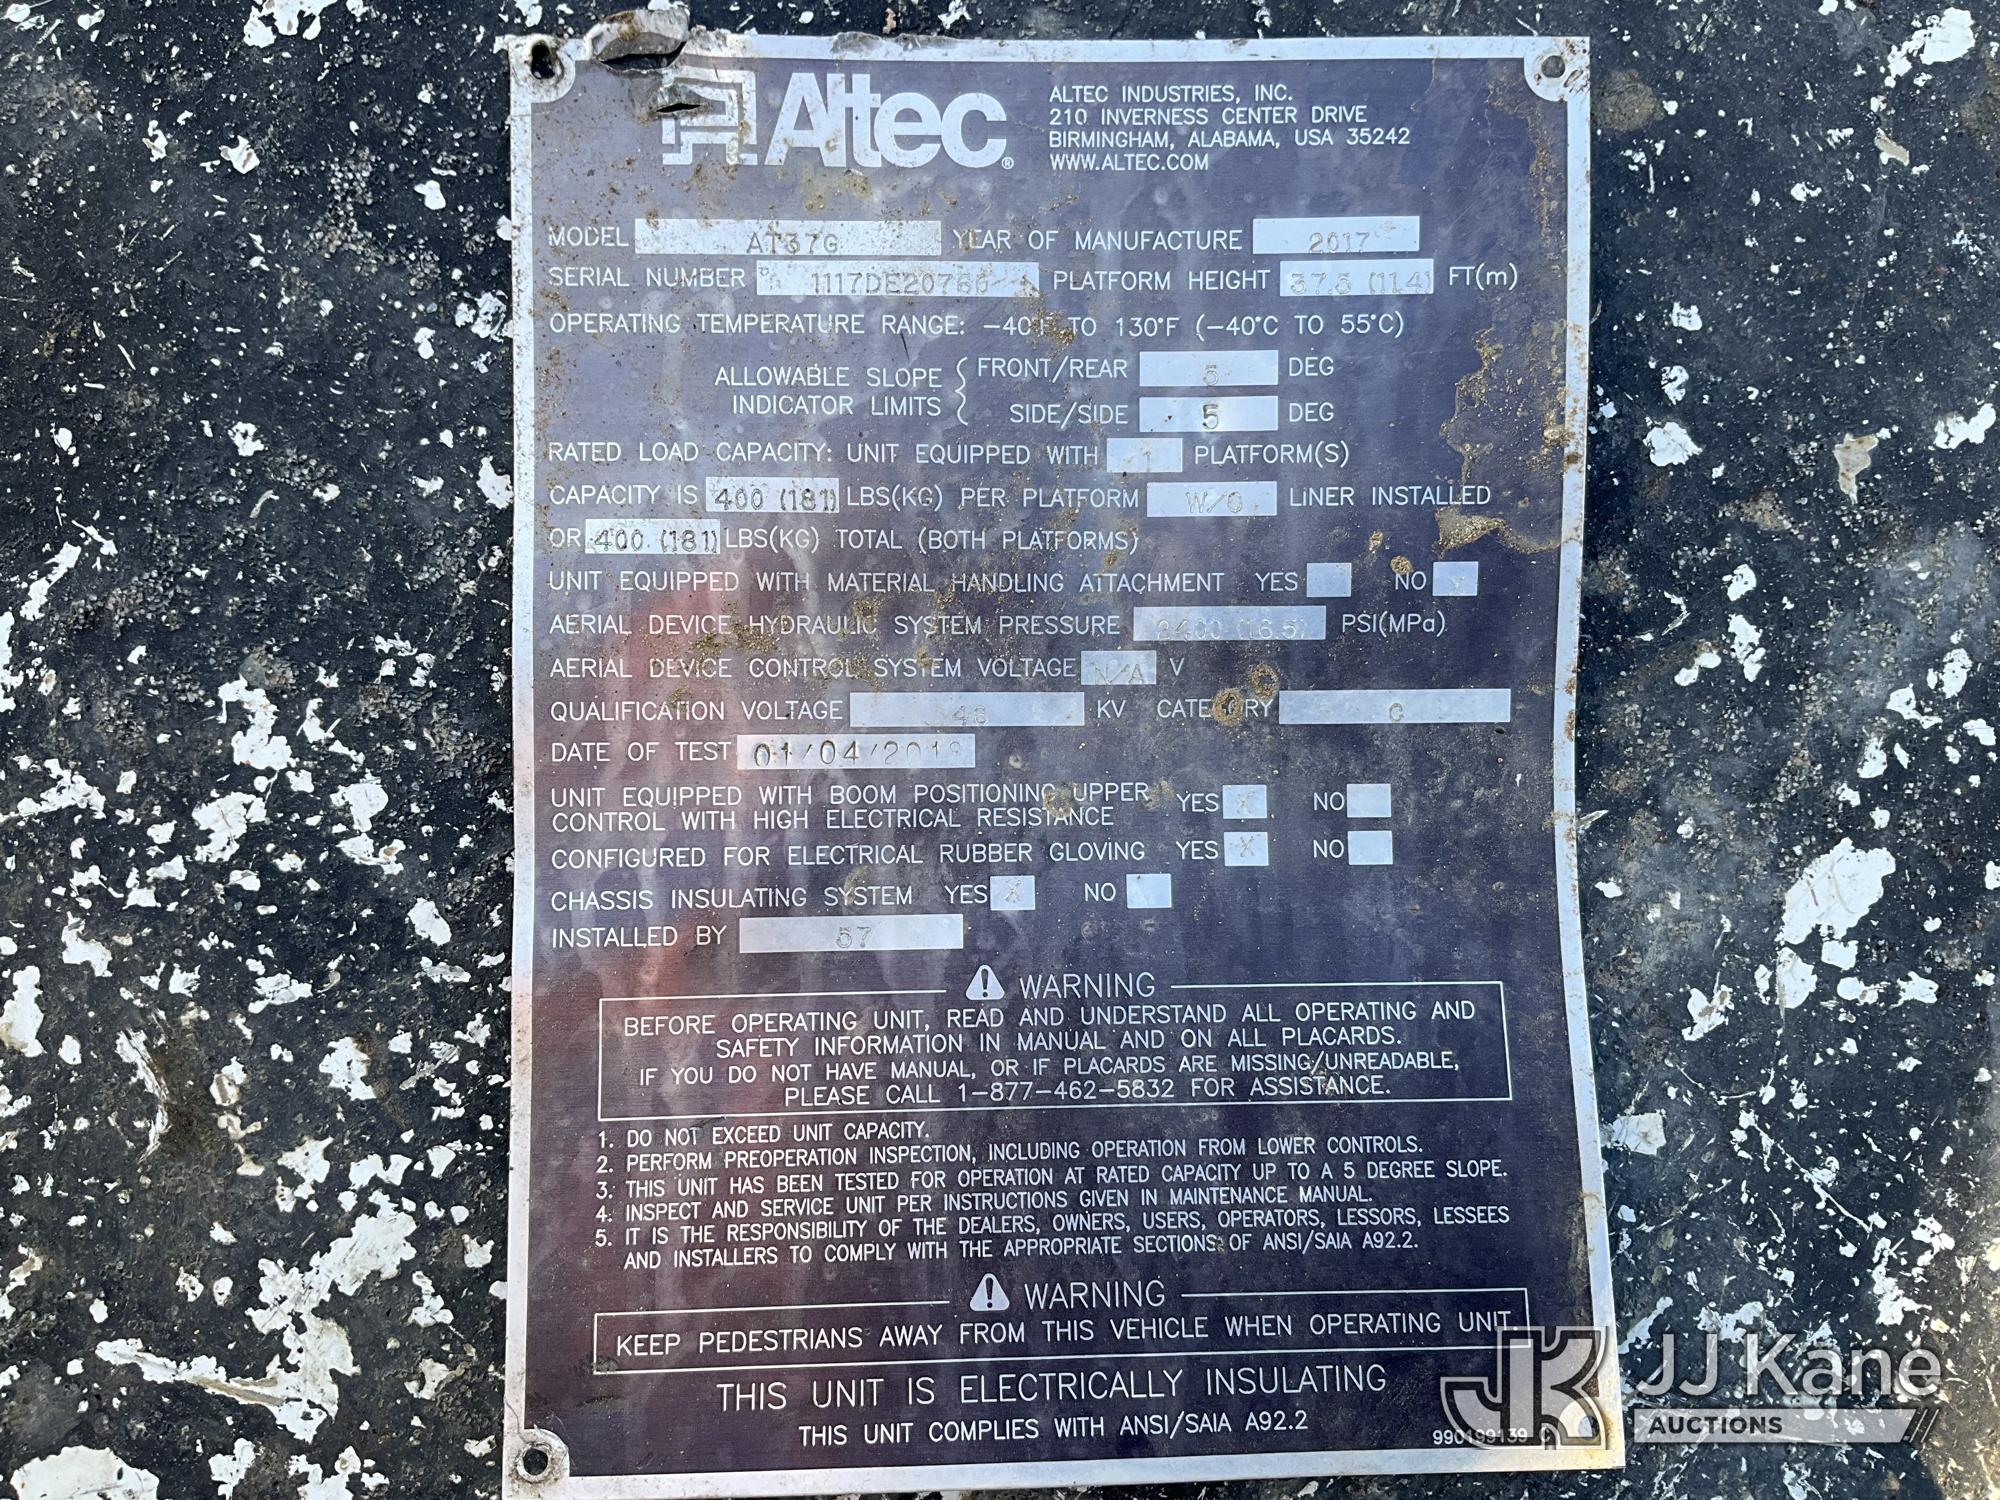 Altec®
ALTEC INDUSTRIES, INC.
210 INVERNESS CENTER DRIVE
BIRMINGHAM, ALABAMA, USA 35242
WWW.ALTEC.COM
MODEL AT37G YEAR OF MANUFACTURE 2017
SERIAL NUMBER PLATFORM HEIGHT (11.4) FT(m)
OPERATING TEMPERATURE RANGE: -40°F TO 130°F (-40°C TO 55°C)
ALLOWABLE SLOPE INDICATOR LIMITS { FRONT/REAR 5 DEG
SIDE/SIDE 5 DEG
RATED LOAD CAPACITY: UNIT EQUIPPED WITH 1 PLATFORM(S)
CAPACITY IS 400 (181) LBS(KG) PER PLATFORM W/O LINER INSTALLED
OR 400 (181) LBS(KG) TOTAL (BOTH PLATFORMS)
UNIT EQUIPPED WITH MATERIAL HANDLING ATTACHMENT YES NO
AERIAL DEVICE HYDRAULIC SYSTEM PRESSURE 2400 (16.5) PSI(MPa)
AERIAL DEVICE CONTROL SYSTEM VOLTAGE N/A V
QUALIFICATION VOLTAGE 46 KV CATEGORY C
DATE OF TEST 01/04/2018
UNIT EQUIPPED WITH BOOM POSITIONING UPPER CONTROL WITH HIGH ELECTRICAL RESISTANCE YES X NO
CONFIGURED FOR ELECTRICAL RUBBER GLOVING YES X NO
CHASSIS INSULATING SYSTEM YES X NO
INSTALLED BY 57
WARNING
BEFORE OPERATING UNIT, READ AND UNDERSTAND ALL OPERATING AND
SAFETY INFORMATION IN MANUAL AND ON ALL PLACARDS.
IF YOU DO NOT HAVE MANUAL, OR IF PLACARDS ARE MISSING/UNREADABLE,
PLEASE CALL 1-877-462-5832 FOR ASSISTANCE.
1. DO NOT EXCEED UNIT CAPACITY.
2. PERFORM PREOPERATION INSPECTION, INCLUDING OPERATION FROM LOWER CONTROLS.
3. THIS UNIT HAS BEEN TESTED FOR OPERATION AT RATED CAPACITY UP TO A 5 DEGREE SLOPE.
4. INSPECT AND SERVICE UNIT PER INSTRUCTIONS GIVEN IN MAINTENANCE MANUAL.
5. IT IS THE RESPONSIBILITY OF THE DEALERS, OWNERS, USERS, OPERATORS, LESSORS, LESSEES
AND INSTALLERS TO COMPLY WITH THE APPROPRIATE SECTIONS OF ANSI/SAIA A92.2.
WARNING
KEEP PEDESTRIANS AWAY FROM THIS VEHICLE WHEN OPERATING UNIT
THIS UNIT IS ELECTRICALLY INSULATING
THIS UNIT COMPLIES WITH ANSI/SAIA A92.2
990199139
JK
JJ Kane
AUCTIONS